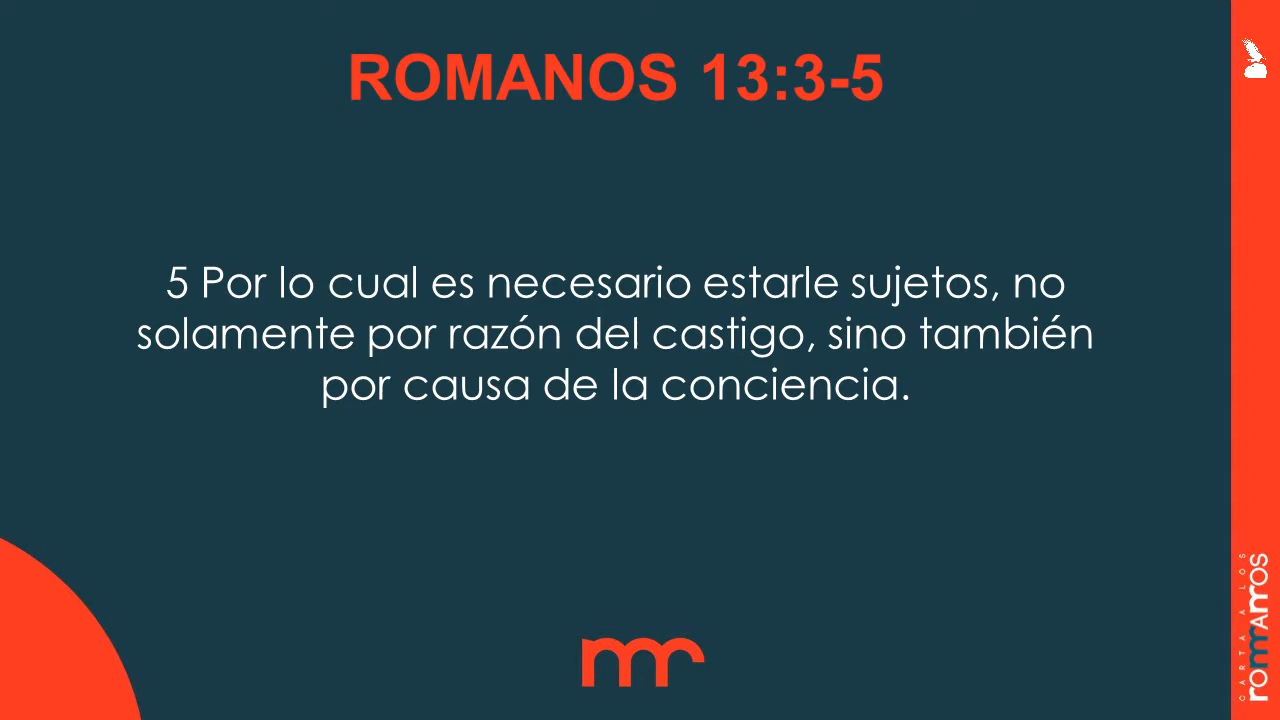 ROMANOS 13:3-5
5 Por lo cual es necesario estarle sujetos, no
solamente por razón del castigo, sino también
por causa de la conciencia.
CARTA A LOS
romanos